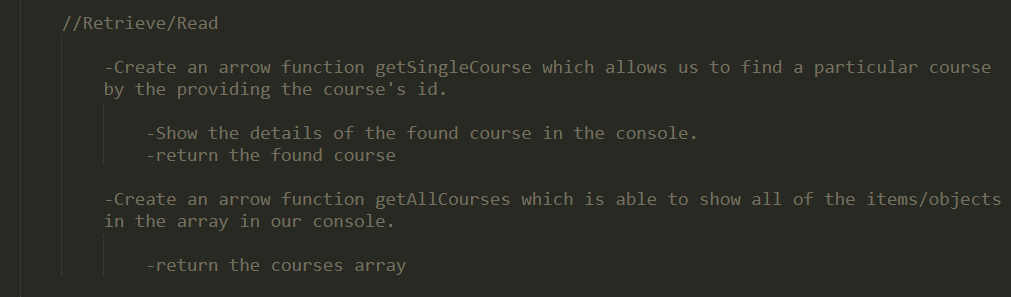 //Retrieve/Read
-Create an arrow function getSingleCourse which allows us to find a particular course
by the providing the course's id.
-Show the details of the found course in the console.
-return the found course
-Create an arrow function getAllCourses which is able to show all of the items/objects
in the array in our console.
-return the courses array